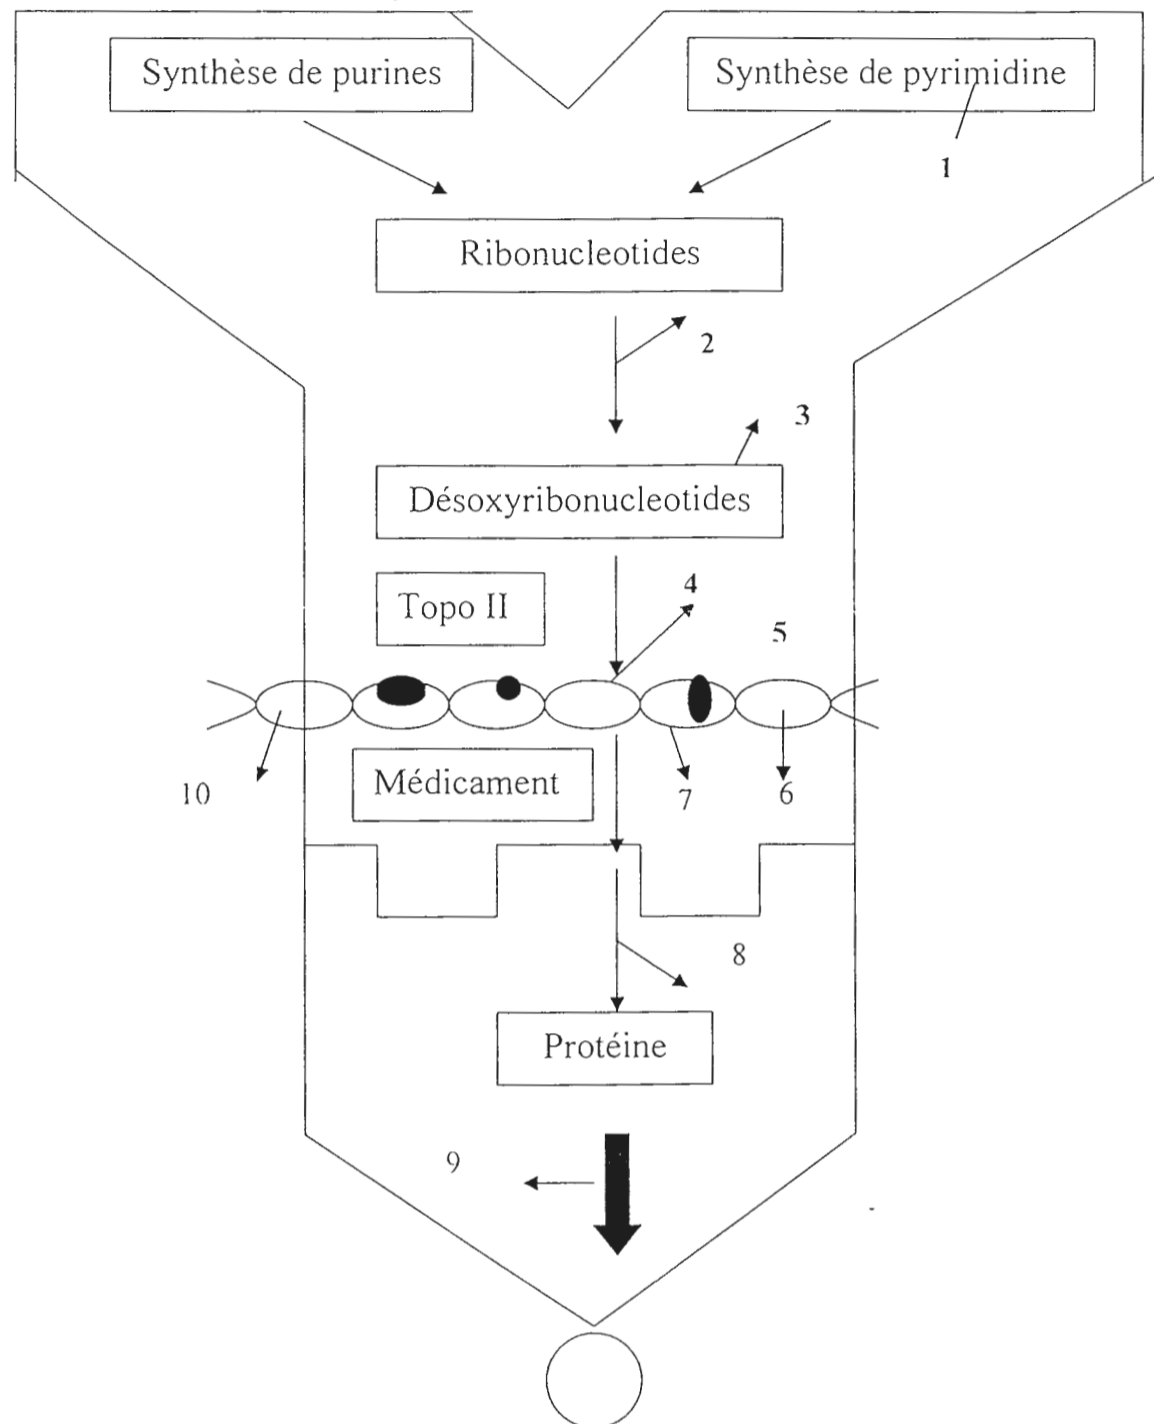 Synthèse de purines
Synthèse de pyrimidine
1
Ribonucleotides
2
3
Désoxyribonucleotides
Topo II
4
5
10
Médicament
7
6
8
Protéine
9